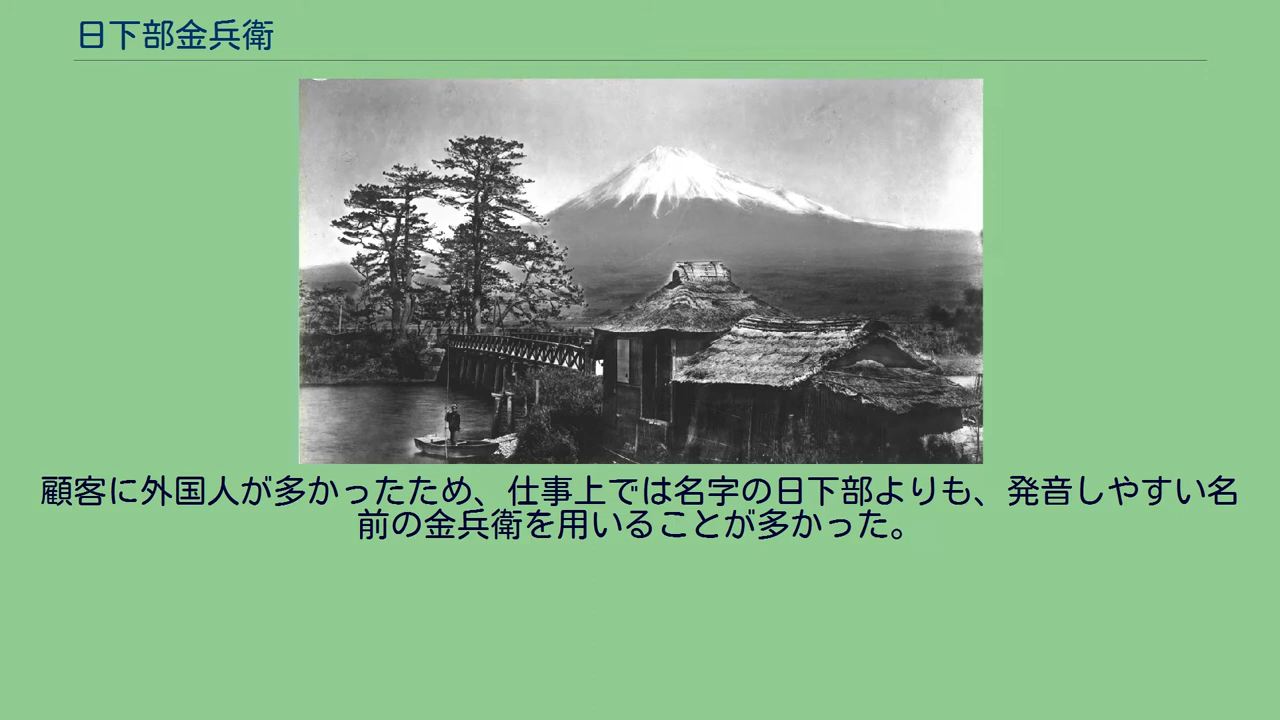 日下部金兵衛
顧客に外国人が多かったため、仕事上では名字の日下部よりも、発音しやすい名
前の金兵衛を用いることが多かった。